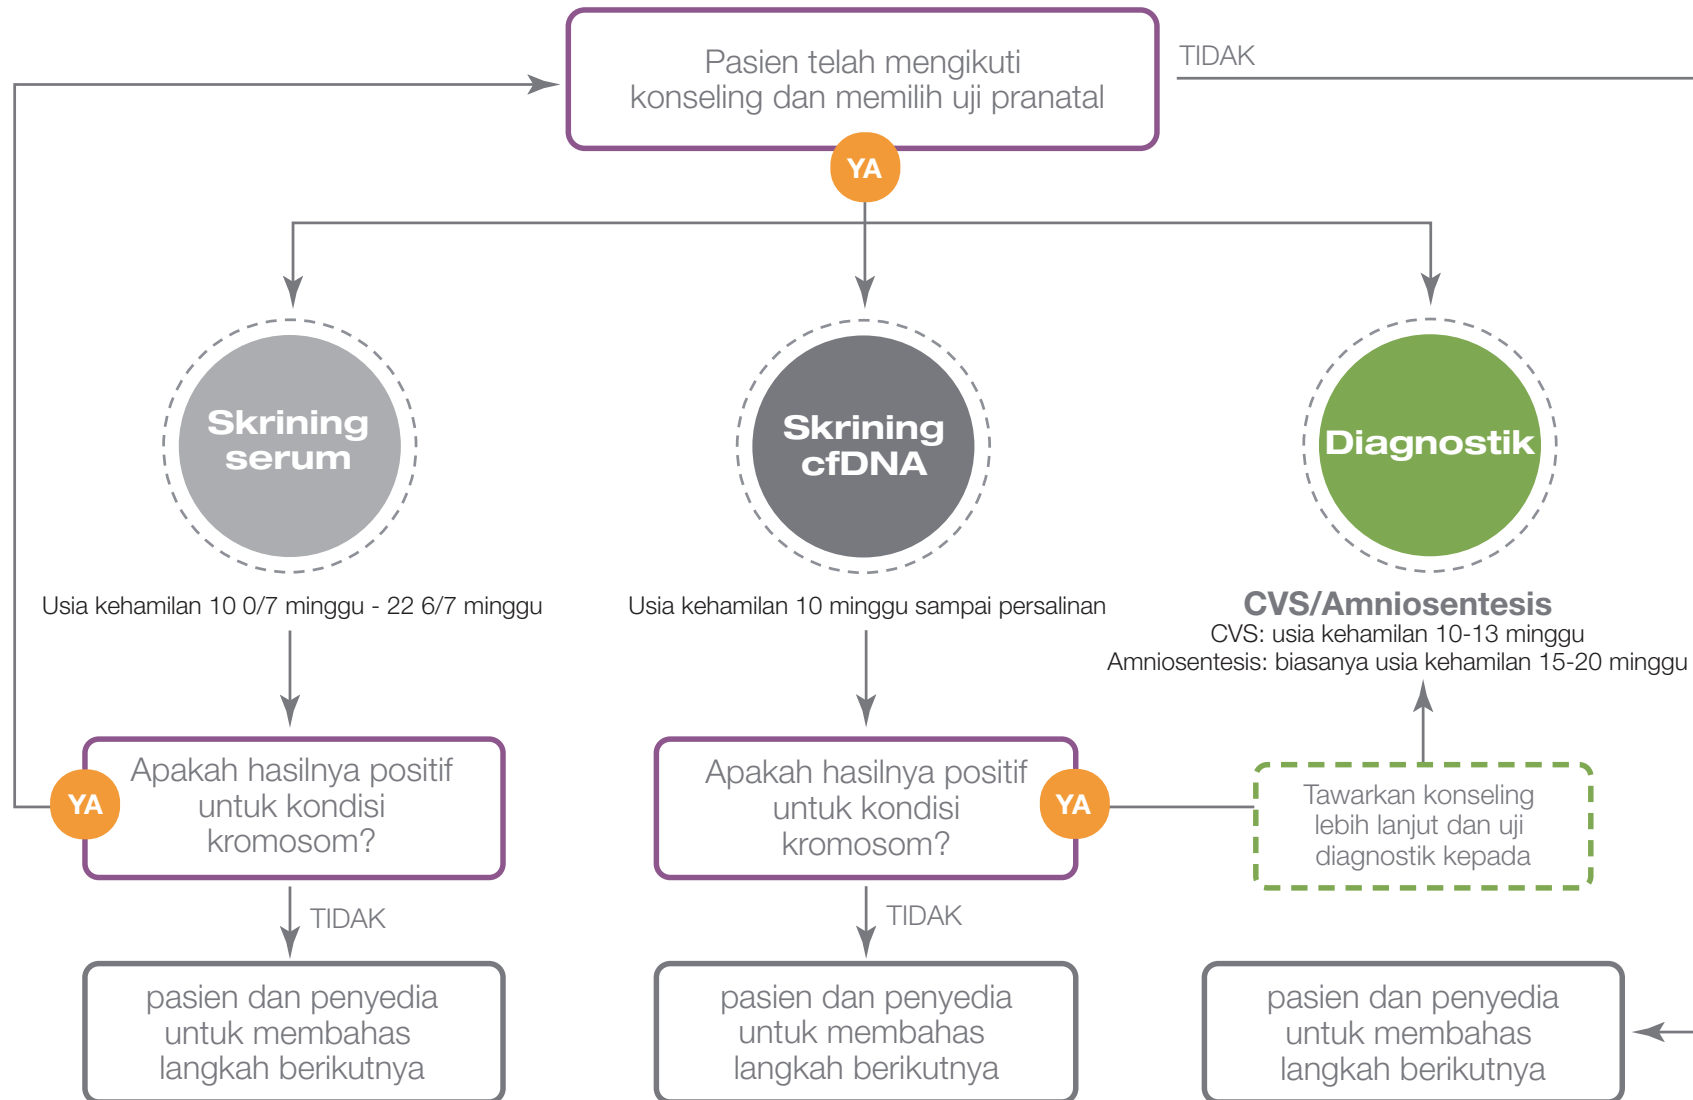 Pasien telah mengikuti
konseling dan memilih uji pranatal
TIDAK
YA
Skrining
serum
Skrining
cfDNA
Diagnostik
Usia kehamilan 10 0/7 minggu - 22 6/7 minggu
Usia kehamilan 10 minggu sampai persalinan
CVS/Amniosentesis
CVS: usia kehamilan 10-13 minggu
Amniosentesis: biasanya usia kehamilan 15-20 minggu
Apakah hasilnya positif
untuk kondisi
kromosom?
YA
Apakah hasilnya positif
untuk kondisi
kromosom?
YA
Tawarkan konseling
lebih lanjut dan uji
diagnostik kepada
TIDAK
TIDAK
pasien dan penyedia
untuk membahas
langkah berikutnya
pasien dan penyedia
untuk membahas
langkah berikutnya
pasien dan penyedia
untuk membahas
langkah berikutnya